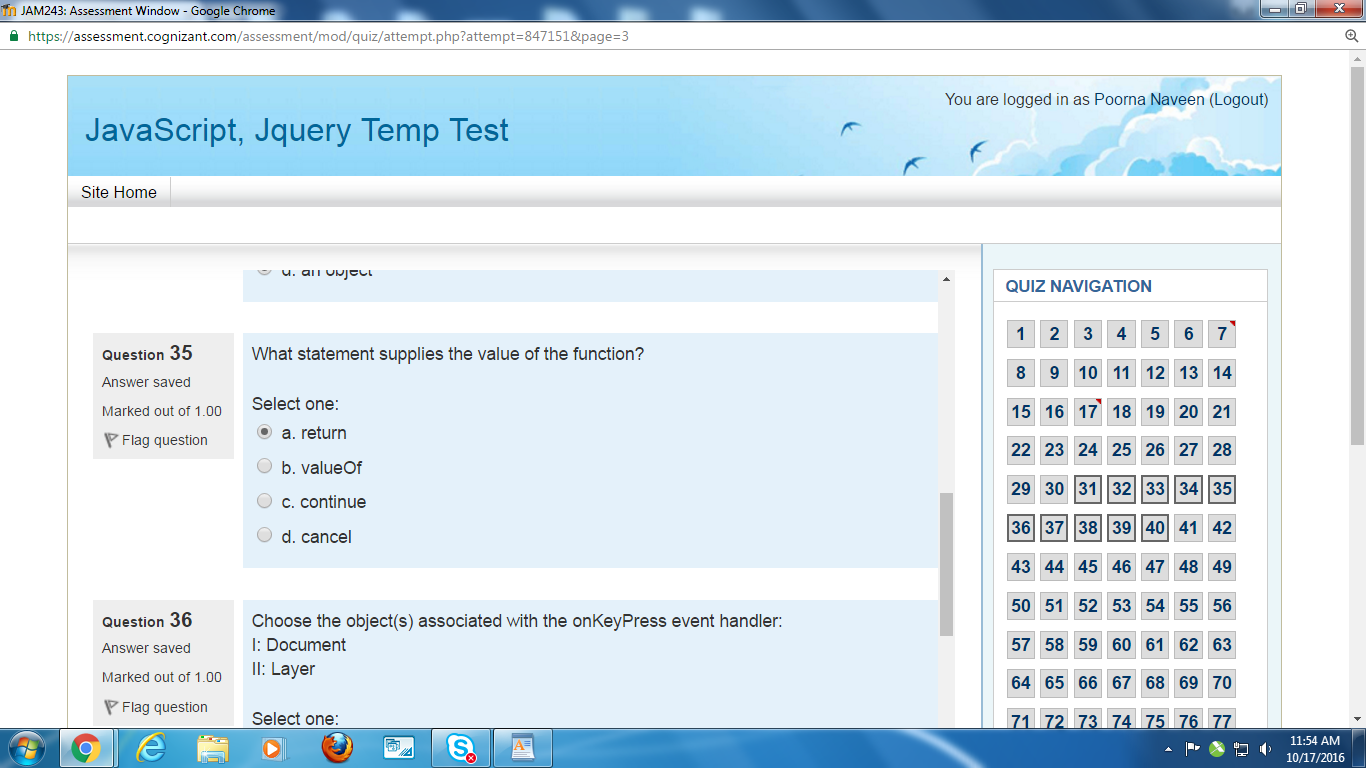 JAM243: Assessment Window - Google Chrome
https://assessment.cognizant.com/assessment/mod/quiz/attempt.php?attempt=847151&page=3
You are logged in as Poorna Naveen (Logout)
JavaScript, Jquery Temp Test
Site Home
d. an object
Question 35
Answer saved
Marked out of 1.00
Flag question
What statement supplies the value of the function?
Select one:
a. return
b. valueOf
c. continue
d. cancel
Question 36
Answer saved
Marked out of 1.00
Flag question
Choose the object(s) associated with the onKeyPress event handler:
I: Document
II: Layer
Select one:
QUIZ NAVIGATION
1 2 3 4 5 6 7
8 9 10 11 12 13 14
15 16 17 18 19 20 21
22 23 24 25 26 27 28
29 30 31 32 33 34 35
36 37 38 39 40 41 42
43 44 45 46 47 48 49
50 51 52 53 54 55 56
57 58 59 60 61 62 63
64 65 66 67 68 69 70
71 72 73 74 75 76 77
11:54 AM
10/17/2016